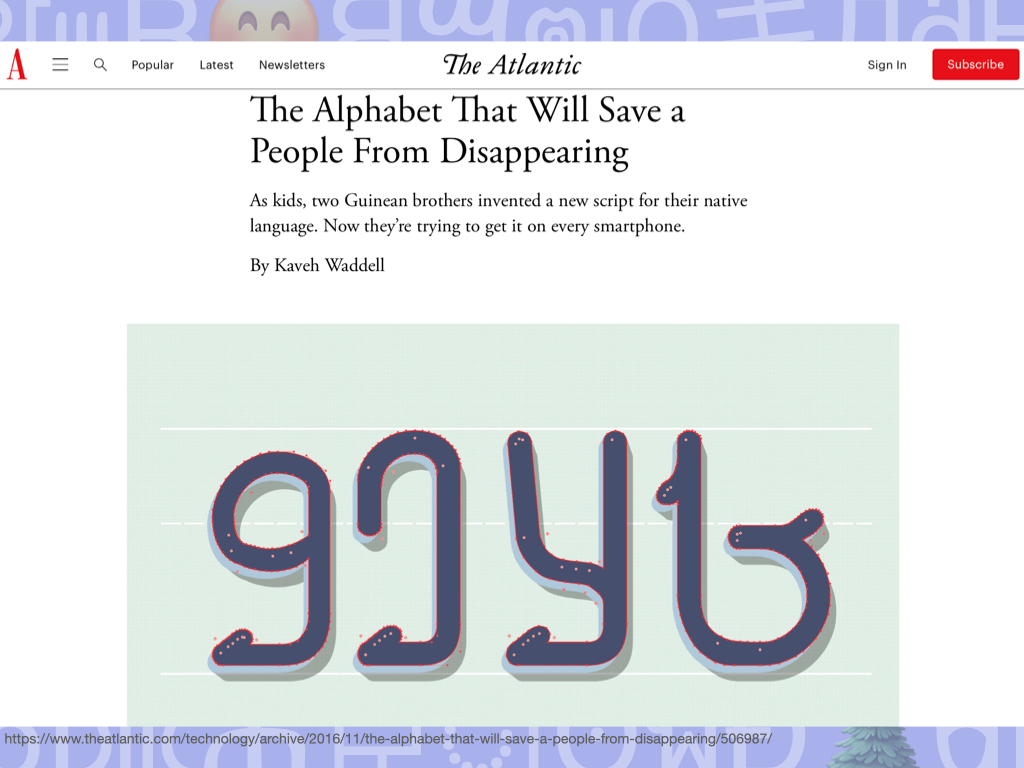 A
Popular
Latest
Newsletters
The Atlantic
Sign In
Subscribe
The Alphabet That Will Save a
People From Disappearing
As kids, two Guinean brothers invented a new script for their native
language. Now they’re trying to get it on every smartphone.
By Kaveh Waddell
𞤀𞤁𞤂𞤃
https://www.theatlantic.com/technology/archive/2016/11/the-alphabet-that-will-save-a-people-from-disappearing/506987/